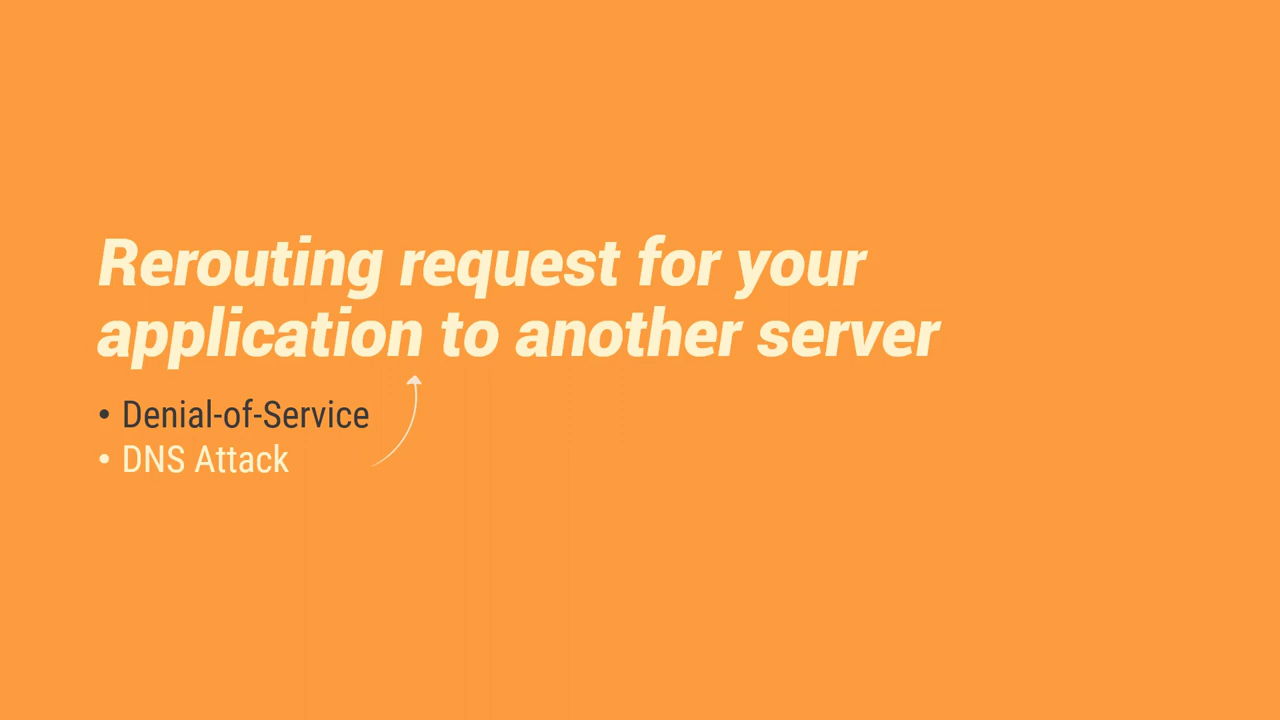 Rerouting request for your
application to another server
• Denial-of-Service
• DNS Attack